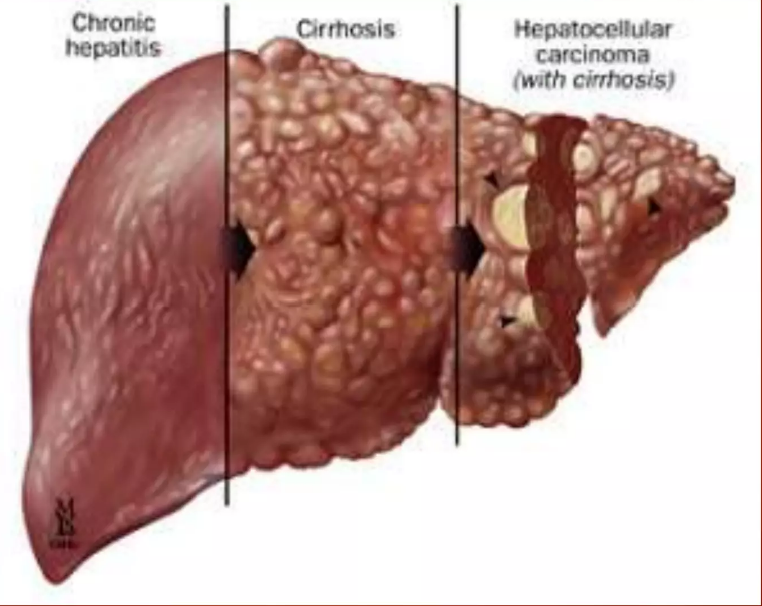 Chronic
hepatitis
Cirrhosis
Hepatocellular
carcinoma
(with cirrhosis)